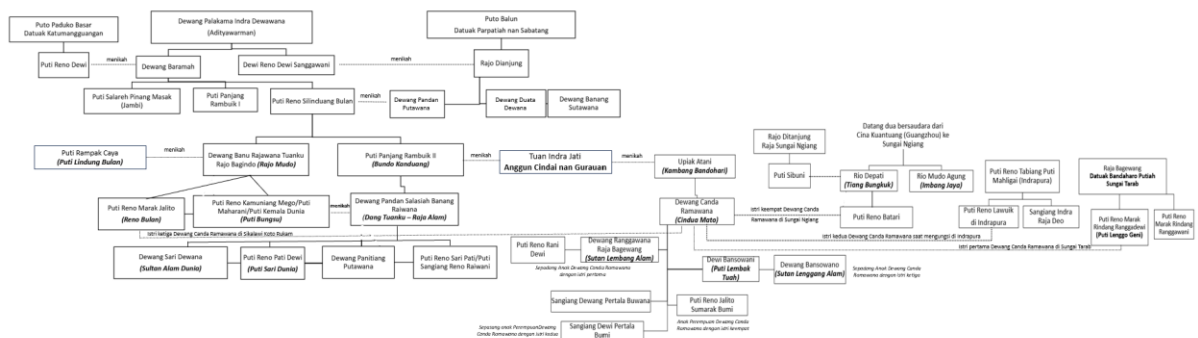 Puto Paduko Besar
Datuak Katumangguangan
Dewang Palakama Indra Dewawana
(Adityawarman)
Puto Balun
Datuak Parpatiah nan Sabatang
Puti Reno Dewi
menikah
Dewang Baramah
Dewi Reno Dewi Sanggawani
menikah
Rajo Dianjung
Puti Salareh Pinang Masak
(Jambi)
Puti Panjang
Rambuik I
Puti Reno Silinduang Bulan
menikah
Dewang Pandan
Putawana
Dewang Duata
Dewana
Dewang Banang
Sutawana
Puti Rampak Caya
(Puti Lindung Bulan)
menikah
Dewang Banu Rajawana Tuanku
Rajo Bagindo (Rajo Mudo)
Puti Panjang Rambuik II
(Bundo Kanduang)
menikah
Tuan Indra Jati
Anggun Cindai nan Gurauan
menikah
Upiak Atani
(Kambang Bandohari)
Rajo Ditanjung
Raja Sungai Ngiang
Datang dua bersaudara dari
Cina Kuantuang (Guangzhou) ke
Sungai Ngiang
Puti Sibuni
Rio Depati
(Tiang Bungkuk)
Rio Mudo Agung
(Imbang Jaya)
Puti Reno Tabiang Puti
Mahligai (Indrapura)
Raja Bagewang
Datuak Bandaharo Putiah
Sungai Tarab
Puti Reno Marak Jalito
(Reno Bulan)
Puti Reno Kamuniang Mego/Puti
Maharani/Puti Kemala Dunia
(Puti Bungsu)
menikah
Dewang Pandan Salasiah Banang
Raiwana
(Dang Tuanku – Raja Alam)
Dewang Canda
Ramawana
(Cindua Mato)
istri keempat Dewang Canda
Ramawana di Sungai Ngiang
Puti Reno Batari
Puti Reno Lawuik
di Indrapura
Sangiang Indra
Raja Deo
Puti Reno Marak
Rindang Ranggadewi
(Puti Lenggo Geni)
Puti Reno
Marak Rindang
Ranggawani
Istri ketiga Dewang Canda Ramawana di Sikalawi Koto Rukam
istri kedua Dewang Canda Ramawana saat mengungsi di Indrapura
istri pertama Dewang Canda Ramawana di Sungai Tarab
Dewang Sari Dewana
(Sultan Alam Dunia)
Puti Reno Pati Dewi
(Puti Sari Dunia)
Dewang Panitiang
Putawana
Puti Reno Sari Pati/Puti
Sangiang Reno Raiwani
Puti Reno Rani
Dewi
Dewang Ranggawana
Raja Bagewang
(Sutan Lembang Alam)
Sepasang Anak Dewang Canda Ramawana
dengan istri pertama
Dewi Bansowani
(Puti Lembak
Tuah)
Dewang Bansowano
(Sutan Lenggang Alam)
Sepasang Anak Dewang Canda
Ramawana dengan istri ketiga
Sangiang Dewang Pertala Buwana
Puti Reno Jalito
Sumarak Bumi
Anak Perempuan Dewang Canda
Ramawana dengan istri keempat
Sepasang anak PerempuanDewang
Canda Ramawana dengan istri kedua
Sangiang Dewi Pertala
Bumi